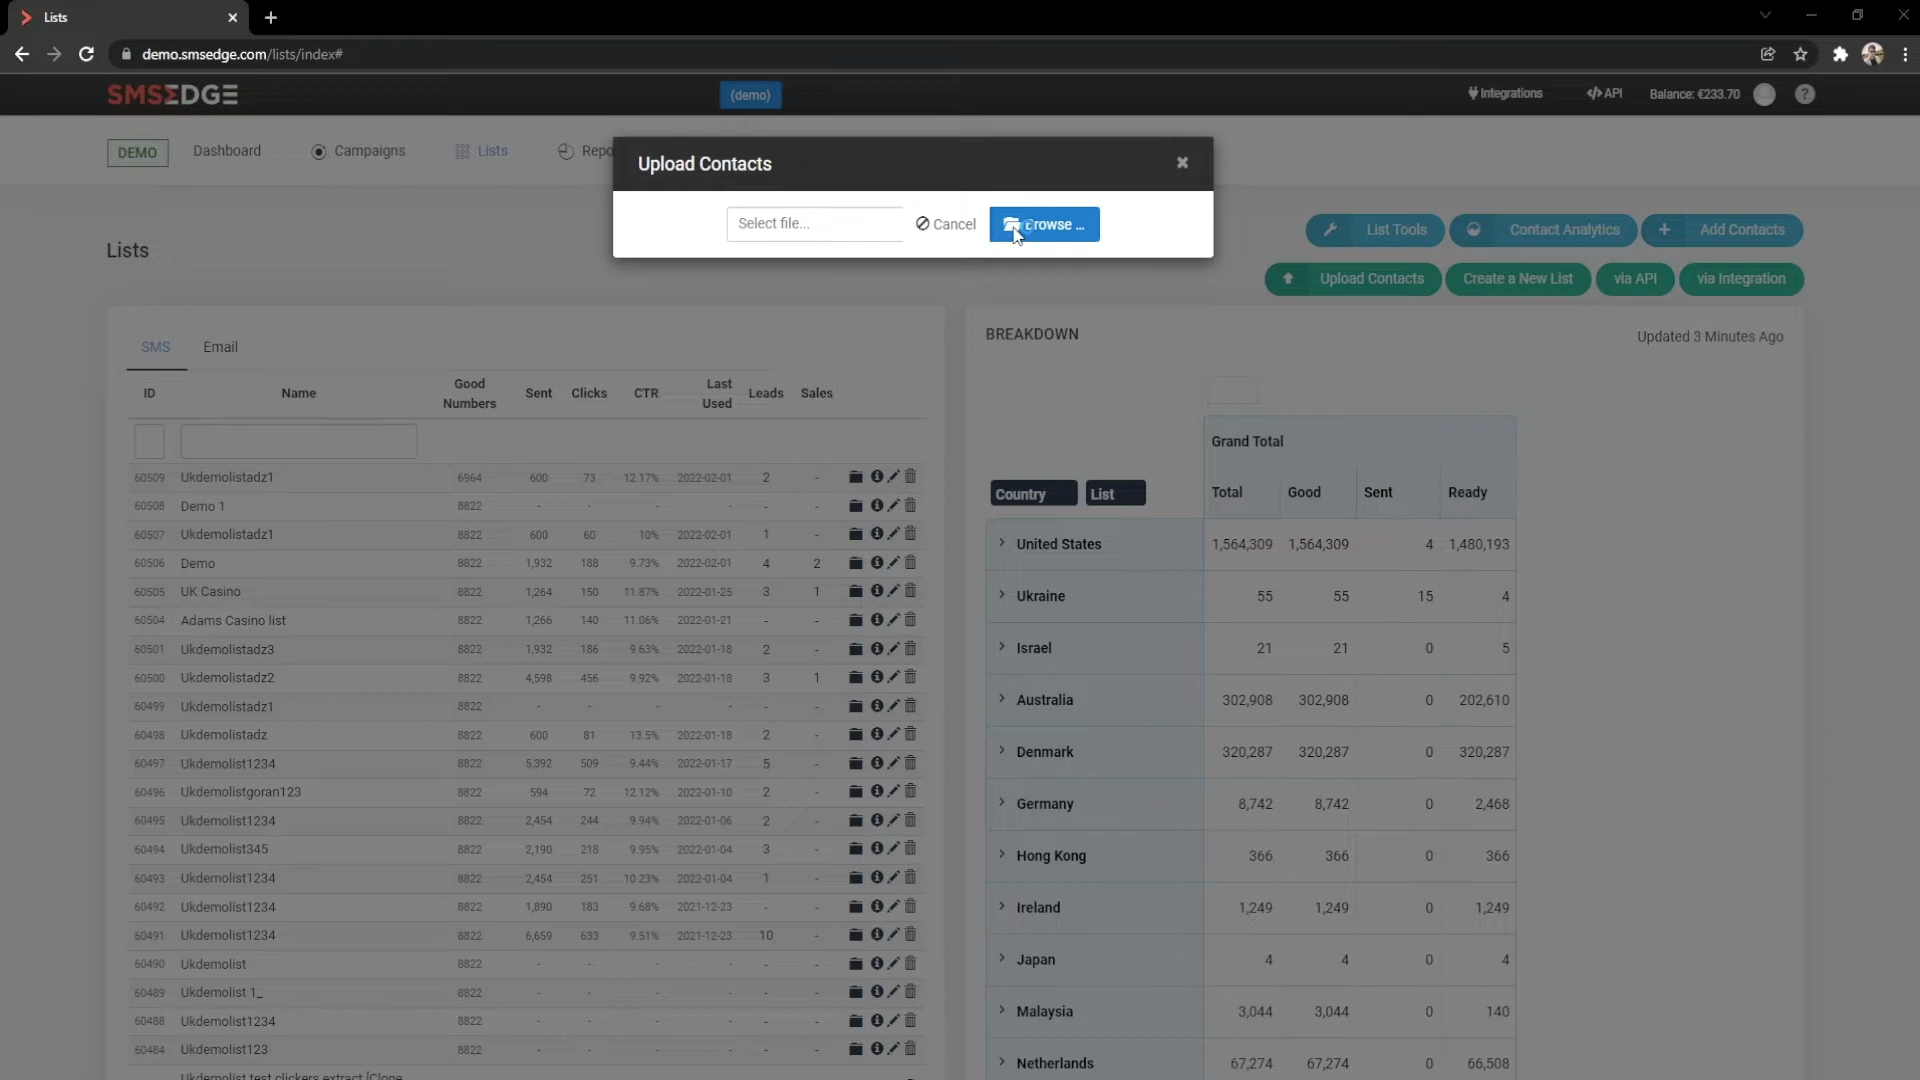 Lists
demo.smsedge.com/lists/index#
SMSEDGE
(demo)
Integrations
</>API
Balance: €233.70
?
DEMO
Dashboard
Campaigns
Lists
Repo
Upload Contacts
Select file...
Cancel
rowse ...
Lists
List Tools
Contact Analytics
Add Contacts
Upload Contacts
Create a New List
via API
via Integration
SMS Email
ID Name Good Numbers Sent Clicks CTR Last Used Leads Sales
60509 Ukdemolistadz1 6964 600 73 12.17% 2022-02-01 2 -
60508 Demo 1 8822 - - - - - -
60507 Ukdemolistadz1 8822 600 60 10% 2022-02-01 1 -
60506 Demo 8822 1,932 188 9.73% 2022-02-01 4 2
60505 UK Casino 8822 1,264 150 11.87% 2022-01-25 3 1
60504 Adams Casino list 8822 1,266 140 11.06% 2022-01-21 - -
60501 Ukdemolistadz3 8822 1,932 186 9.63% 2022-01-18 2 -
60500 Ukdemolistadz2 8822 4,598 456 9.92% 2022-01-18 3 1
60499 Ukdemolistadz1 8822 - - - - - -
60498 Ukdemolistadz 8822 600 81 13.5% 2022-01-18 2 -
60497 Ukdemolist1234 8822 5,392 509 9.44% 2022-01-17 5 -
60496 Ukdemolistgoran123 8822 594 72 12.12% 2022-01-10 2 -
60495 Ukdemolist1234 8822 2,454 244 9.94% 2022-01-06 2 -
60494 Ukdemolist345 8822 2,190 218 9.95% 2022-01-04 3 -
60493 Ukdemolist1234 8822 2,454 251 10.23% 2022-01-04 1 -
60492 Ukdemolist1234 8822 1,890 183 9.68% 2021-12-23 - -
60491 Ukdemolist1234 8822 6,659 633 9.51% 2021-12-23 10 -
60490 Ukdemolist 8822 - - - - - -
60489 Ukdemolist 1_ 8822 - - - - - -
60488 Ukdemolist1234 8822 - - - - - -
60484 Ukdemolist123 8822 - - - - - -
Ukdemolist test clickers extract [Clone
BREAKDOWN
Updated 3 Minutes Ago
Grand Total
Country List Total Good Sent Ready
United States 1,564,309 1,564,309 4 1,480,193
Ukraine 55 55 15 4
Israel 21 21 0 5
Australia 302,908 302,908 0 202,610
Denmark 320,287 320,287 0 320,287
Germany 8,742 8,742 0 2,468
Hong Kong 366 366 0 366
Ireland 1,249 1,249 0 1,249
Japan 4 4 0 4
Malaysia 3,044 3,044 0 140
Netherlands 67,274 67,274 0 66,508